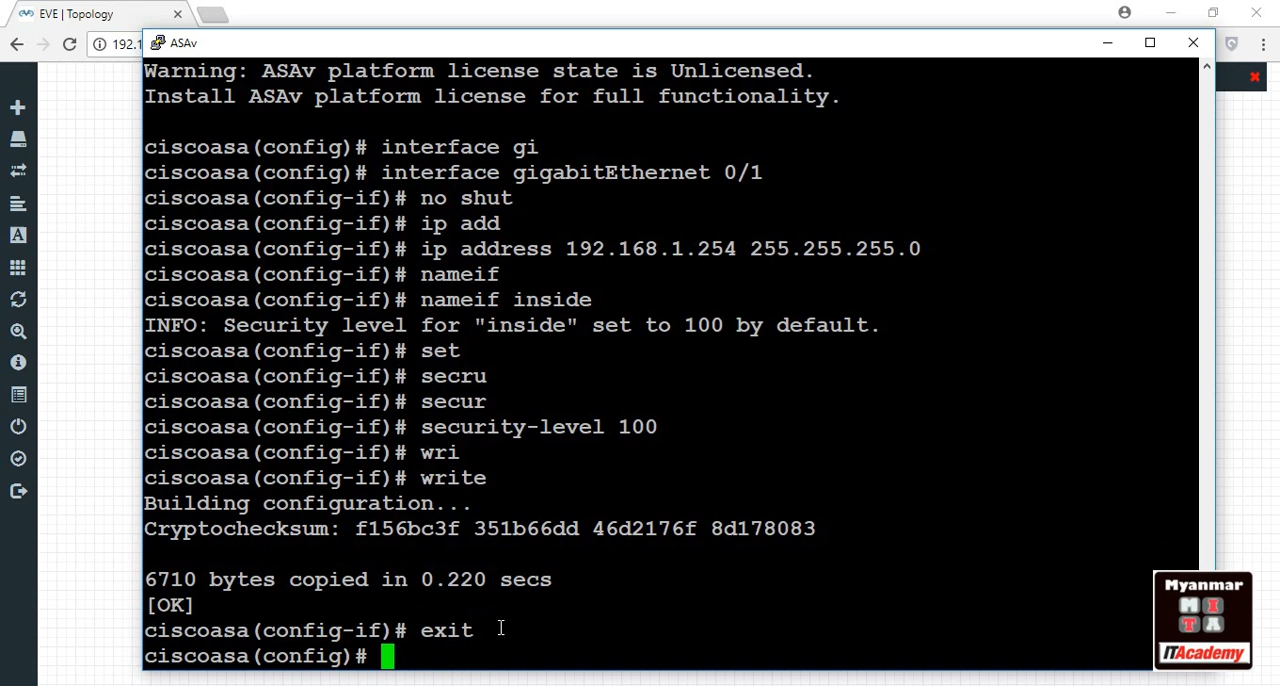 EVE | Topology
192.1
ASAv
Warning: ASAv platform license state is Unlicensed.
Install ASAv platform license for full functionality.
ciscoasa(config)# interface gi
ciscoasa(config)# interface gigabitEthernet 0/1
ciscoasa(config-if)# no shut
ciscoasa(config-if)# ip add
ciscoasa(config-if)# ip address 192.168.1.254 255.255.255.0
ciscoasa(config-if)# nameif
ciscoasa(config-if)# nameif inside
INFO: Security level for "inside" set to 100 by default.
ciscoasa(config-if)# set
ciscoasa(config-if)# secru
ciscoasa(config-if)# secur
ciscoasa(config-if)# security-level 100
ciscoasa(config-if)# wri
ciscoasa(config-if)# write
Building configuration...
Cryptochecksum: f156bc3f 351b66dd 46d2176f 8d178083
6710 bytes copied in 0.220 secs
[OK]
ciscoasa(config-if)# exit
ciscoasa(config)#
Myanmar
M I
T A
ITAcademy